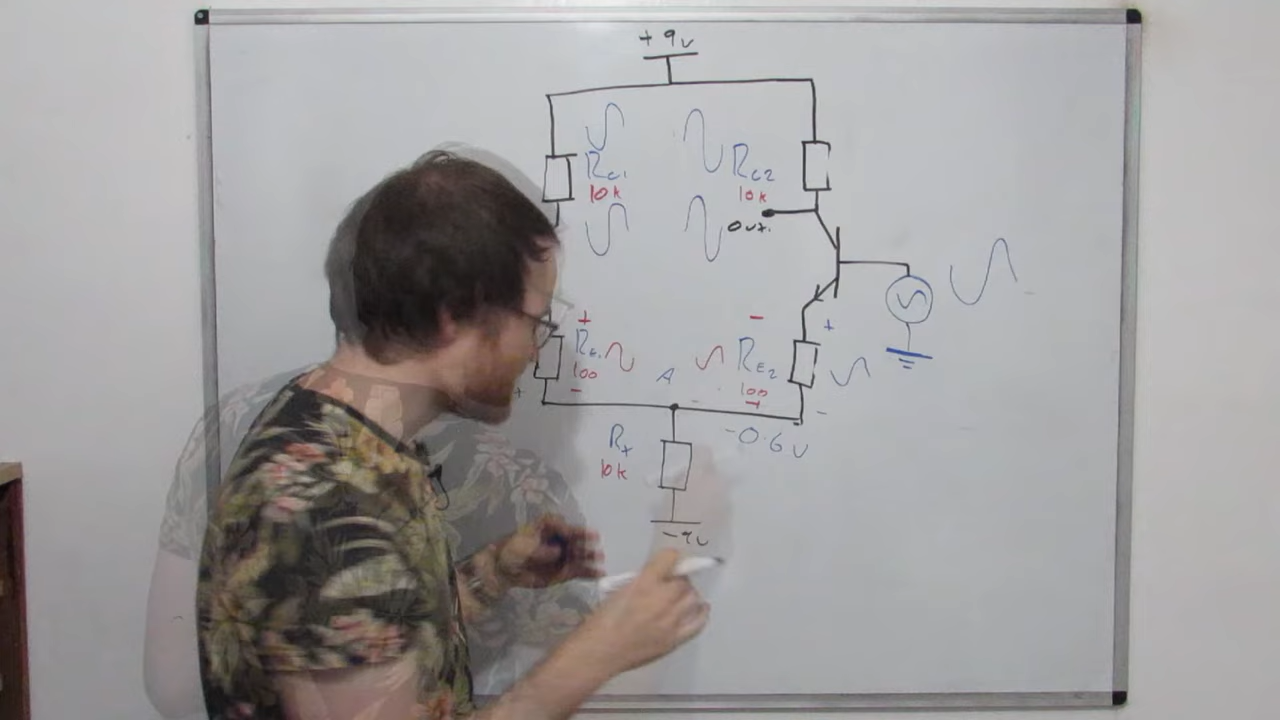 +9v
RC1
10k
RC2
10k
out.
+
-
+
RE1
100
-
+
A
-
RE2
100
+
-
-0.6v
Rt
10k
-9v